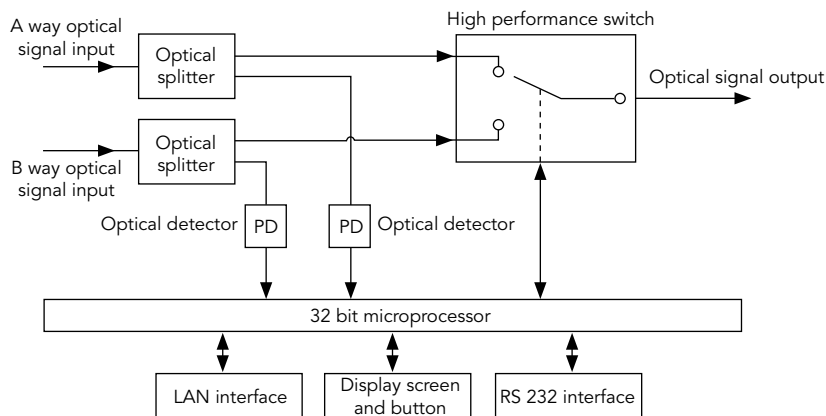 A way optical
signal input
Optical
splitter
High performance switch
Optical signal output
Optical
splitter
B way optical
signal input
Optical detector
PD
PD
Optical detector
32 bit microprocessor
LAN interface
Display screen
and button
RS 232 interface